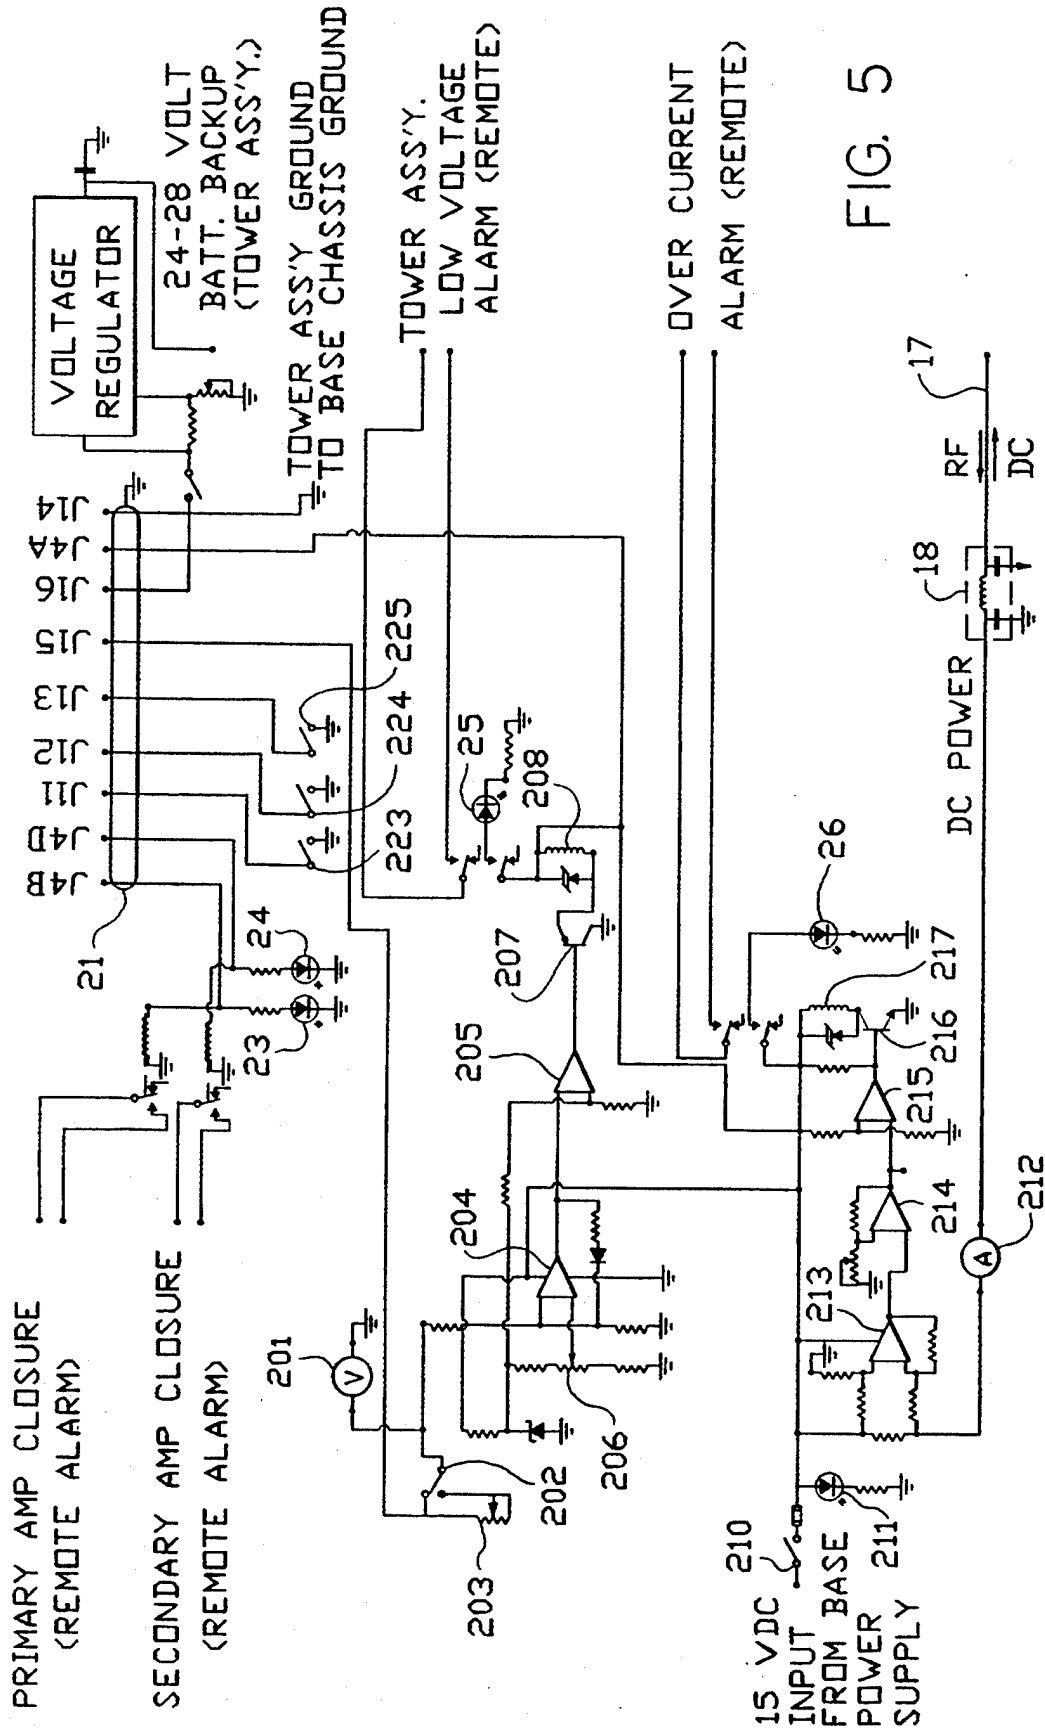 PRIMARY AMP CLOSURE
(REMOTE ALARM)
SECONDARY AMP CLOSURE
(REMOTE ALARM)
21
J4B
J4D
J11
J12
J13
J15
J16
J4A
J14
VOLTAGE
REGULATOR
24-28 VOLT
BATT. BACKUP
(TOWER ASS'Y.)
TOWER ASS'Y GROUND
TO BASE CHASSIS GROUND
23
24
223
224
225
TOWER ASS'Y.
LOW VOLTAGE
ALARM (REMOTE)
201
V
202
203
204
205
206
207
208
25
OVER CURRENT
ALARM (REMOTE)
15 VDC
INPUT
FROM BASE
POWER
SUPPLY
210
211
213
214
215
216
217
26
212
A
DC POWER
18
RF
DC
17
FIG. 5